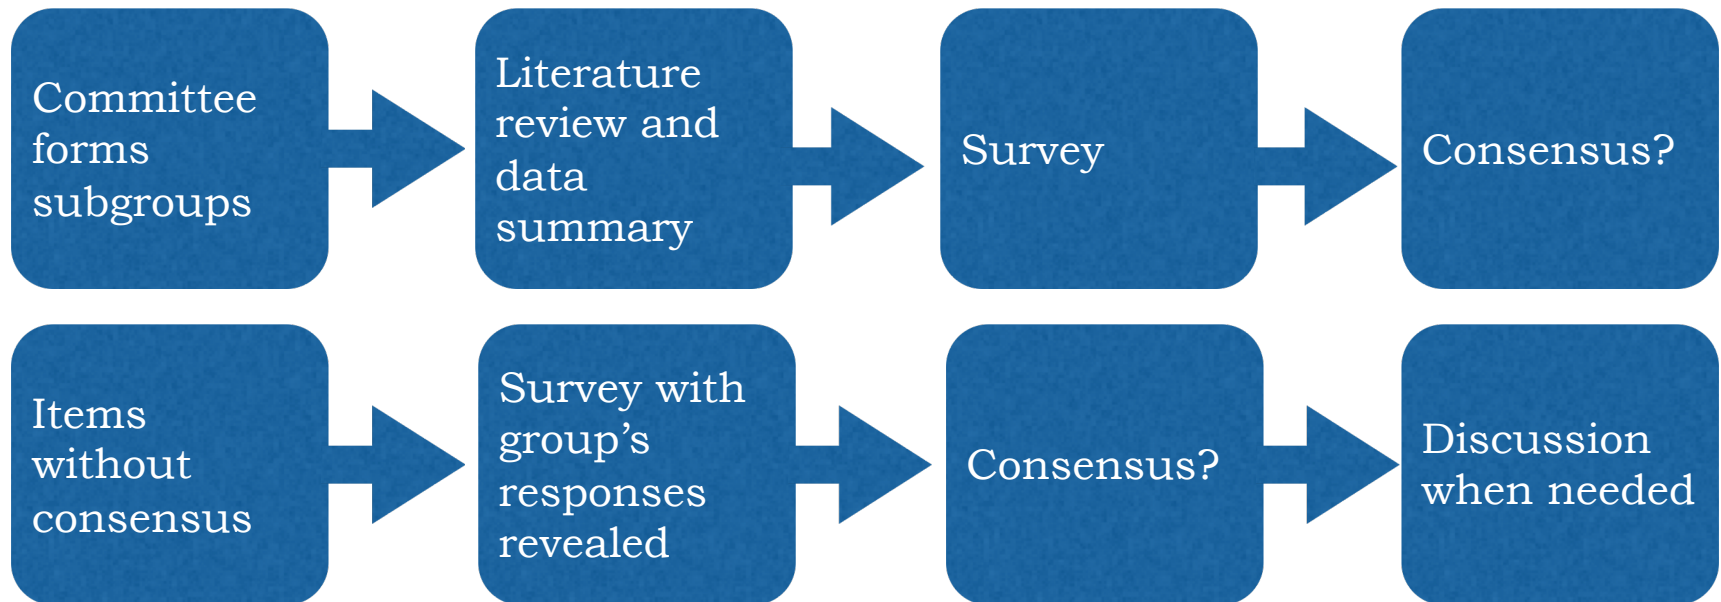 Committee
forms
subgroups
Literature
review and
data
summary
Survey
Consensus?
Items
without
consensus
Survey with
group’s
responses
revealed
Consensus?
Discussion
when needed